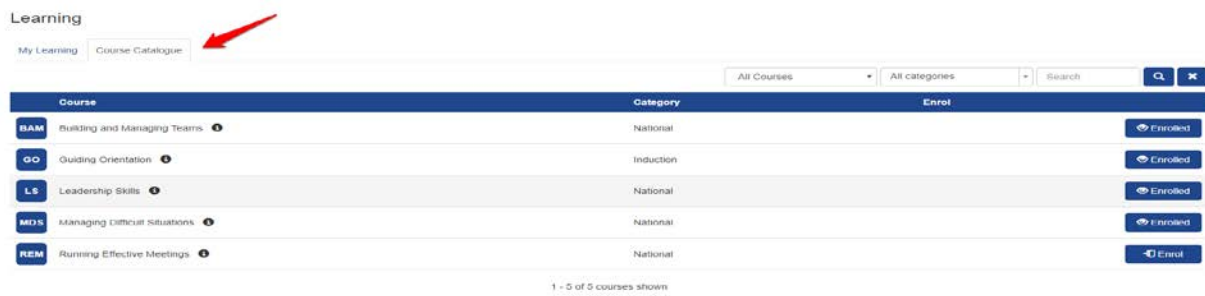 Learning
My Learning Course Catalogue
All Courses All categories Search
Course Category Enrol
BAM Building and Managing Teams National Enrolled
GO Guiding Orientation Induction Enrolled
LS Leadership Skills National Enrolled
MDS Managing Difficult Situations National Enrolled
REM Running Effective Meetings National Enrol
1 - 5 of 5 courses shown